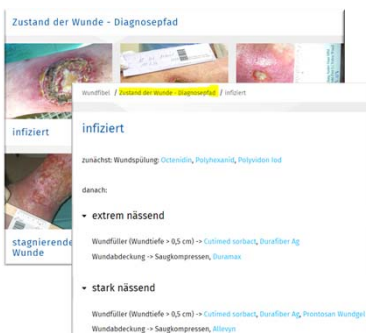 Zustand der Wunde - Diagnosepfad
infiziert
stagnierende
Wunde
Wundfibel / Zustand der Wunde - Diagnosepfad / infiziert
infiziert
zunächst: Wundspülung: Octenidin, Polyhexanid, Polyvidon Iod
danach:
extrem nässend
Wundfüller (Wundtiefe > 0,5 cm) -> Cutimed sorbact, Durafiber Ag
Wundabdeckung -> Saugkompressen, Duramax
stark nässend
Wundfüller (Wundtiefe > 0,5 cm) -> Cutimed sorbact, Durafiber Ag, Prontosan Wundgel
Wundabdeckung -> Saugkompressen, Allevyn